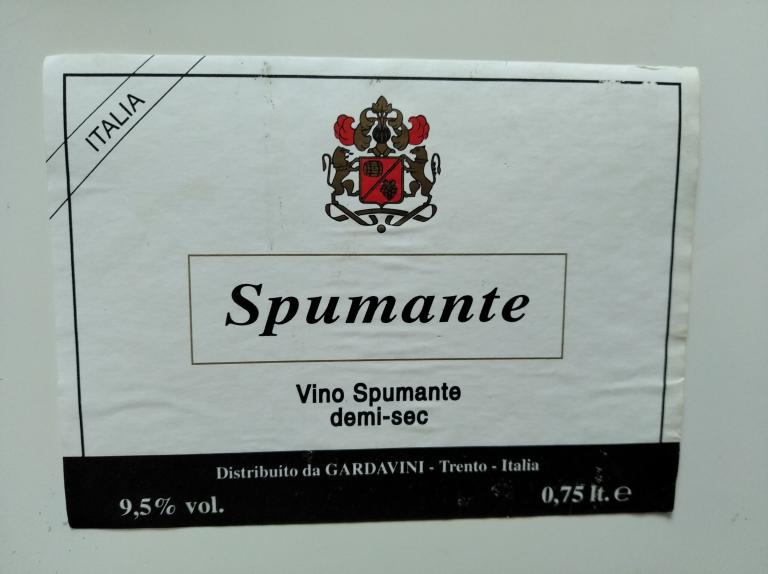 ITALIA
Spumante
Vino Spumante
demi-sec
Distribuito da GARDAVINI - Trento - Italia
9,5% vol.
0,75 lt. ℮